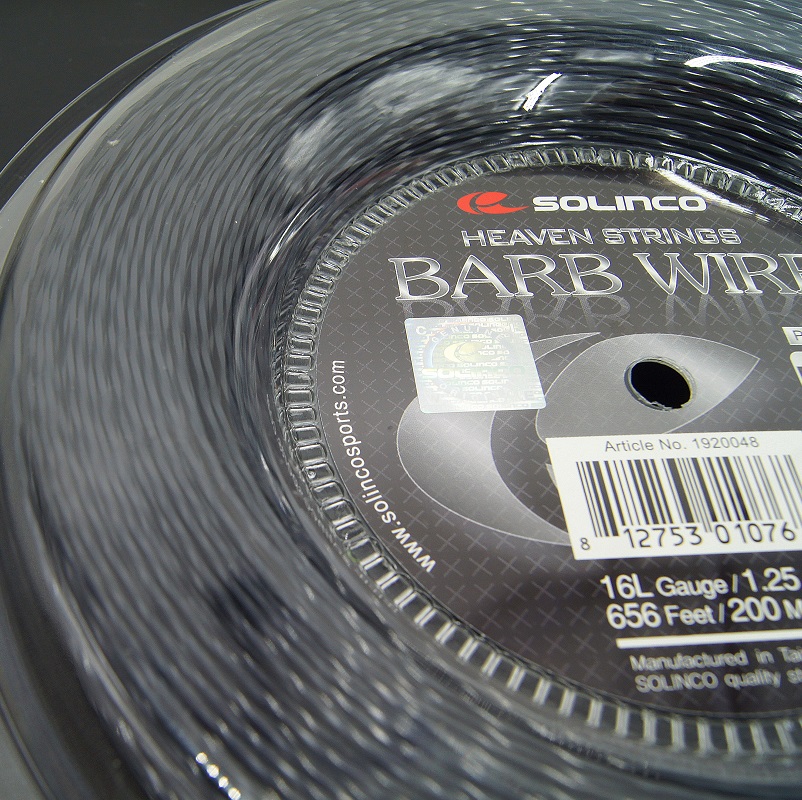 SOLINCO
HEAVEN STRINGS
BARB WIR
www.solincosports.com
Article No. 1920048
8 12753 01076
16L Gauge / 1.25
656 Feet / 200 M
Manufactured in Tai
SOLINCO quality st